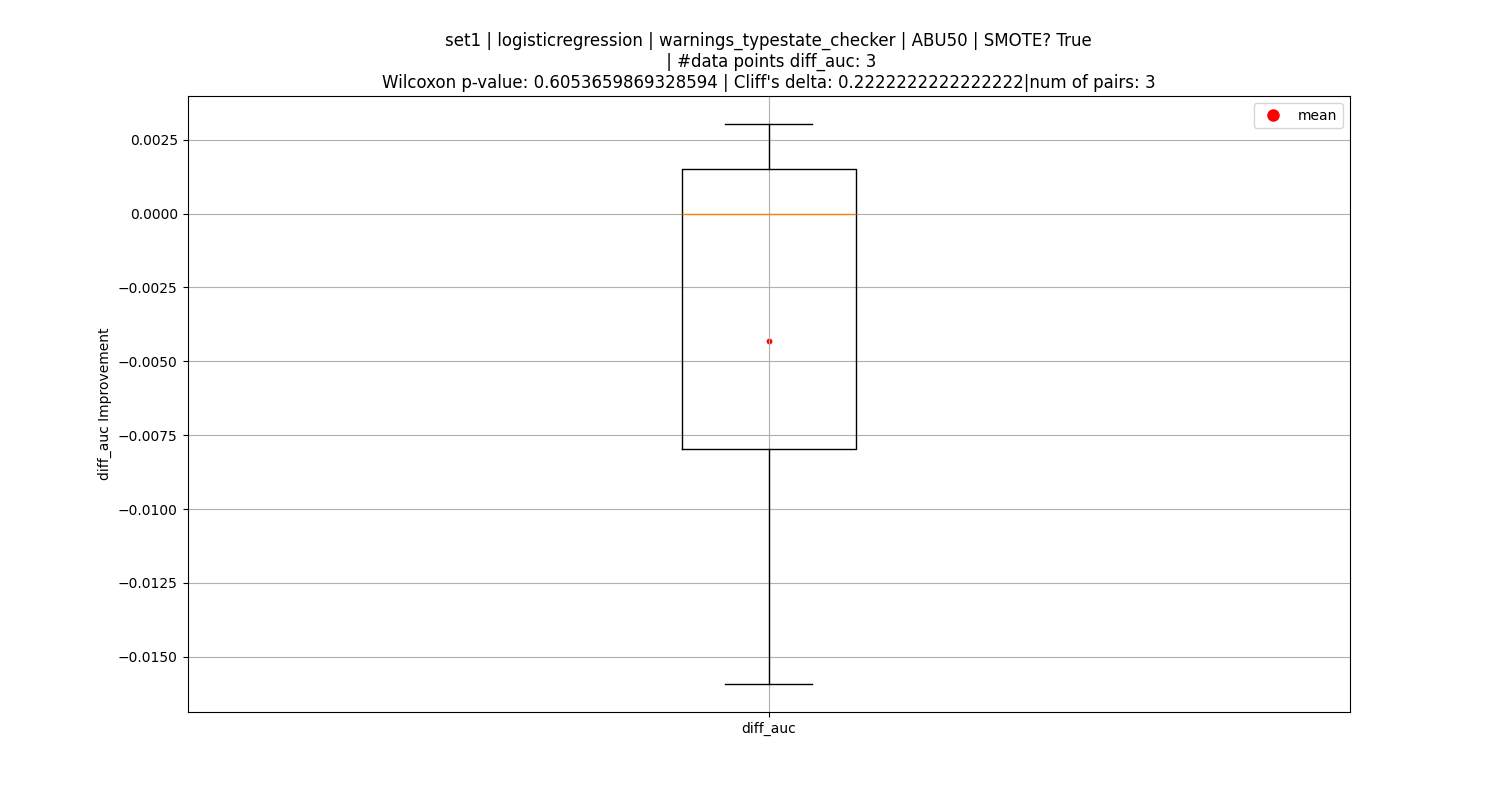 set1 | logisticregression | warnings_typestate_checker | ABU50 | SMOTE? True
| #data points diff_auc: 3
Wilcoxon p-value: 0.6053659869328594 | Cliff's delta: 0.2222222222222222|num of pairs: 3
mean
0.0025
0.0000
−0.0025
−0.0050
−0.0075
−0.0100
−0.0125
−0.0150
diff_auc Improvement
diff_auc